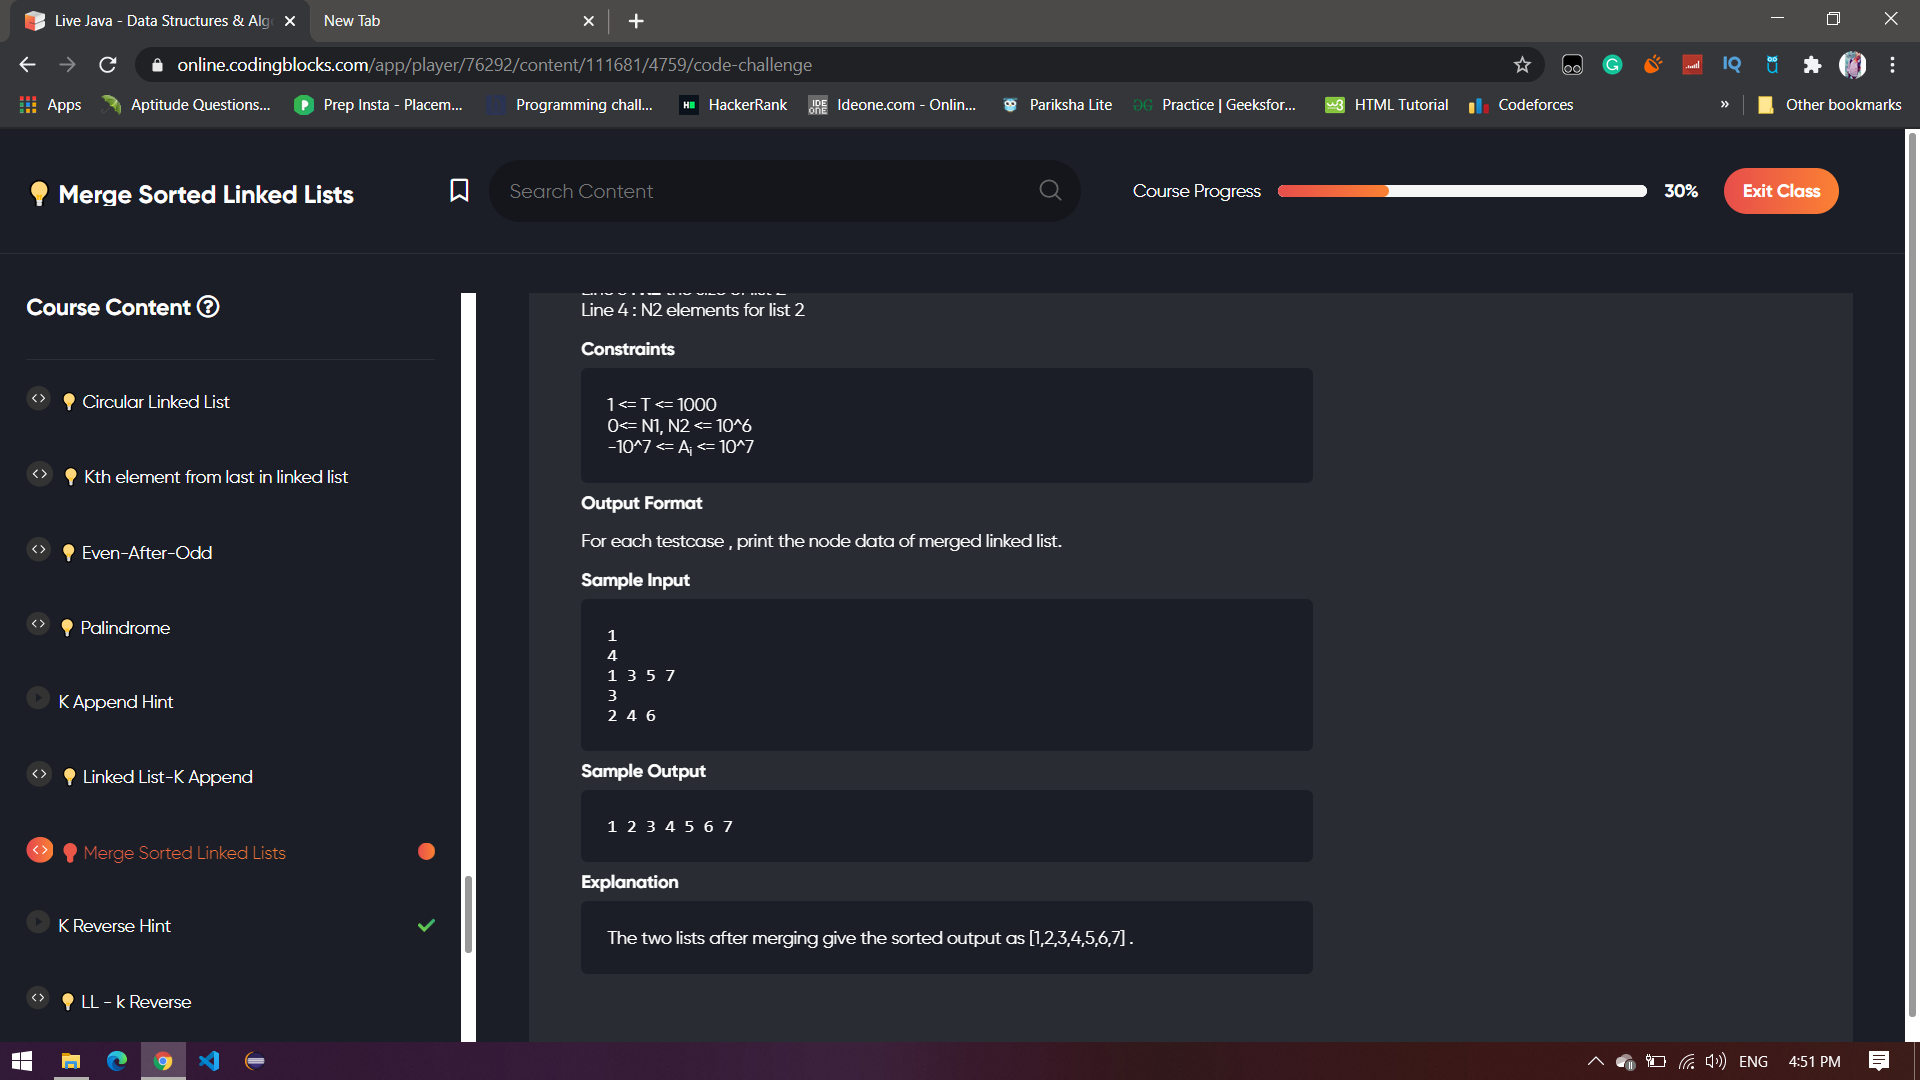 Live Java - Data Structures & Algo
New Tab
online.codingblocks.com/app/player/76292/content/111681/4759/code-challenge
Apps
Aptitude Questions...
Prep Insta - Placem...
Programming chall...
HackerRank
Ideone.com - Onlin...
Pariksha Lite
Practice | Geeksfor...
HTML Tutorial
Codeforces
»
Other bookmarks
Merge Sorted Linked Lists
Search Content
Course Progress
30%
Exit Class
Course Content
Circular Linked List
Kth element from last in linked list
Even-After-Odd
Palindrome
K Append Hint
Linked List-K Append
Merge Sorted Linked Lists
K Reverse Hint
LL - k Reverse
Line 4 : N2 elements for list 2
Constraints
1 <= T <= 1000
0<= N1, N2 <= 10^6
-10^7 <= Ai <= 10^7
Output Format
For each testcase , print the node data of merged linked list.
Sample Input
1
4
1 3 5 7
3
2 4 6
Sample Output
1 2 3 4 5 6 7
Explanation
The two lists after merging give the sorted output as [1,2,3,4,5,6,7] .
ENG
4:51 PM